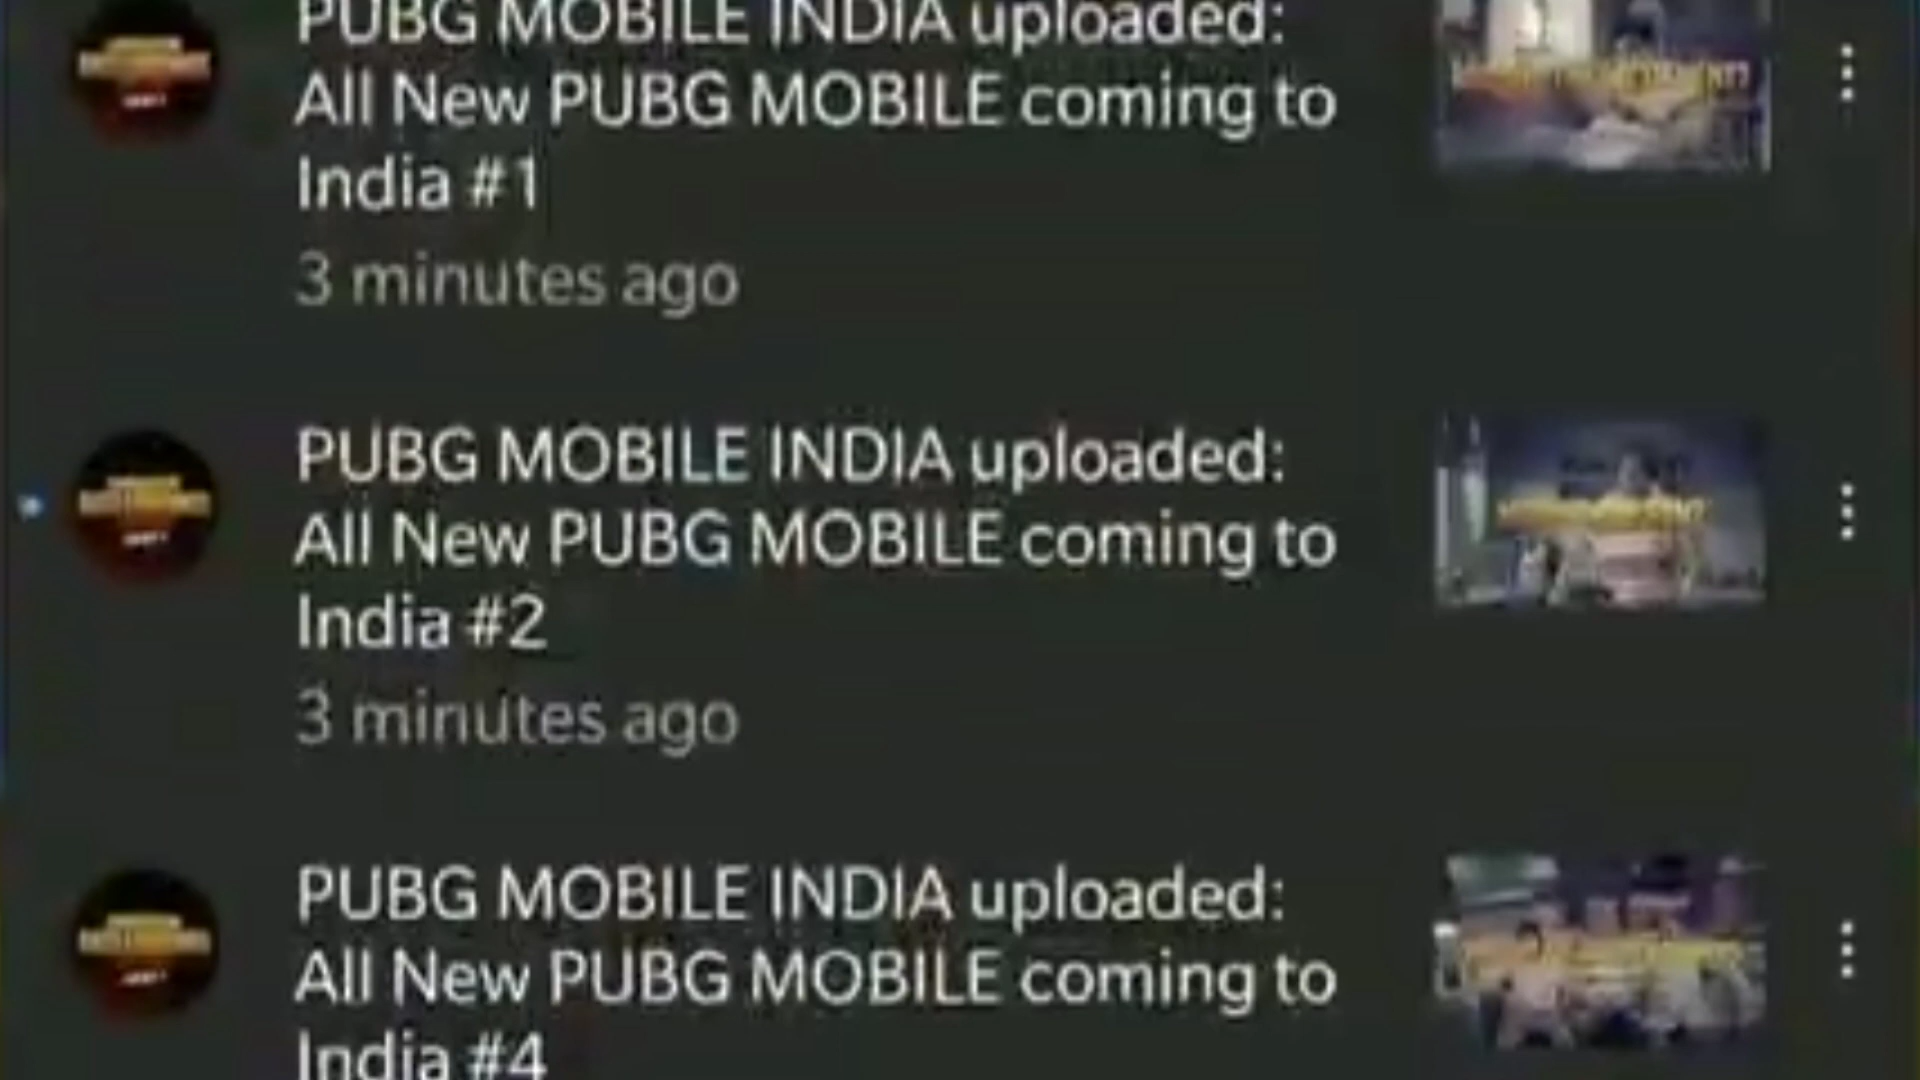 PUBG MOBILE INDIA uploaded:
All New PUBG MOBILE coming to
India #1
3 minutes ago
PUBG MOBILE INDIA uploaded:
All New PUBG MOBILE coming to
India #2
3 minutes ago
PUBG MOBILE INDIA uploaded:
All New PUBG MOBILE coming to
India #4